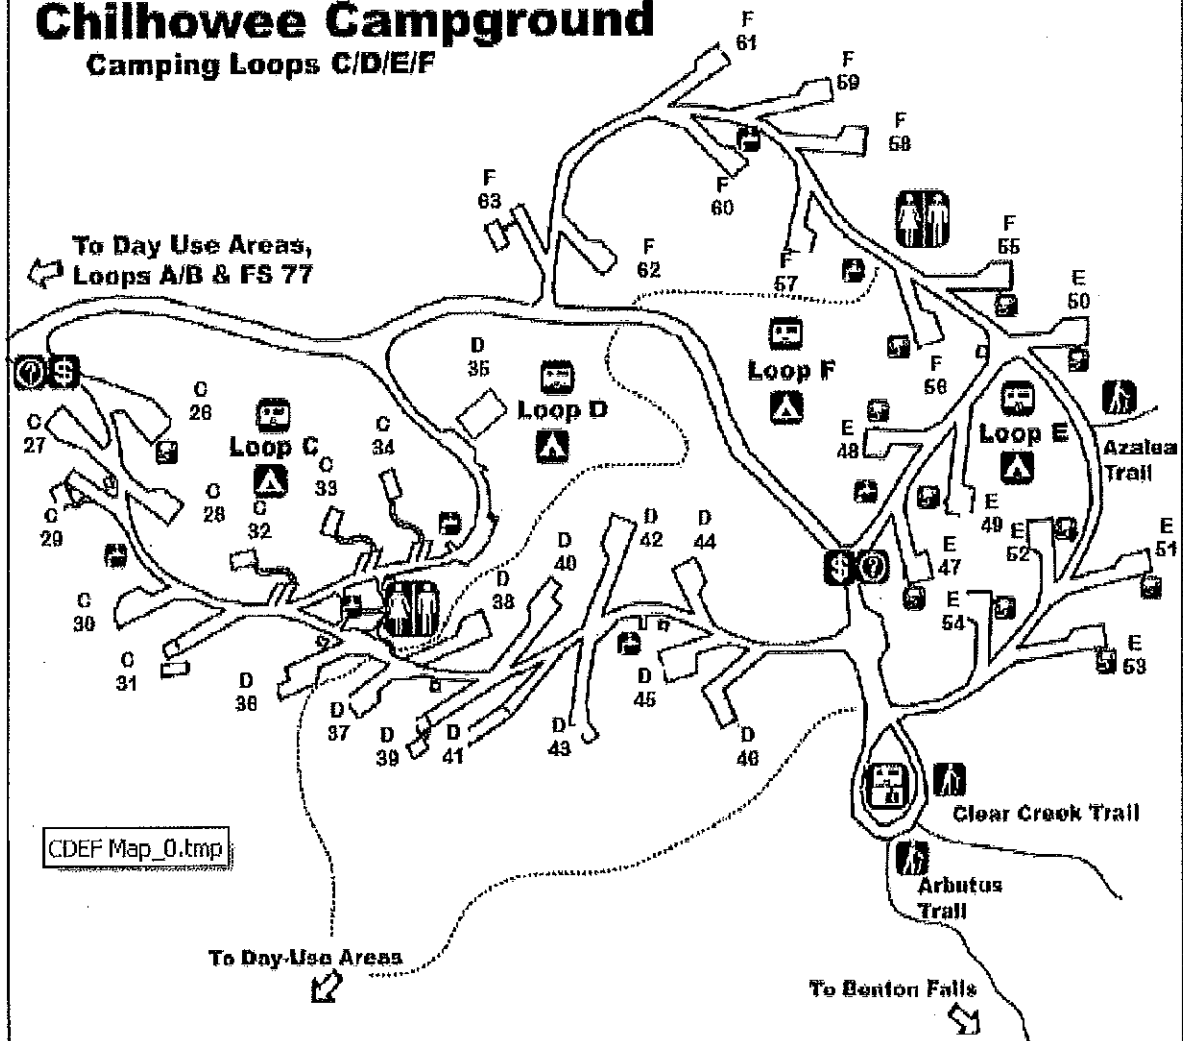 Chilhowee Campground
Camping Loops C/D/E/F
F
61
F
59
F
58
F
60
F
63
F
62
F
57
F
55
E
50
To Day Use Areas,
Loops A/B & FS 77
? $
D
35
Loop D
Loop F
F
56
Loop E
Azalea
Trail
C
26
C
27
Loop C
C
34
C
33
C
32
C
28
C
29
C
30
C
31
E
48
E
49
E
52
E
51
E
47
E
54
E
53
$ ?
D
42
D
44
D
40
D
38
D
36
D
37
D
39
D
41
D
43
D
45
D
46
Clear Creek Trail
Arbutus
Trail
CDEF Map_0.tmp
To Day-Use Areas
To Benton Falls